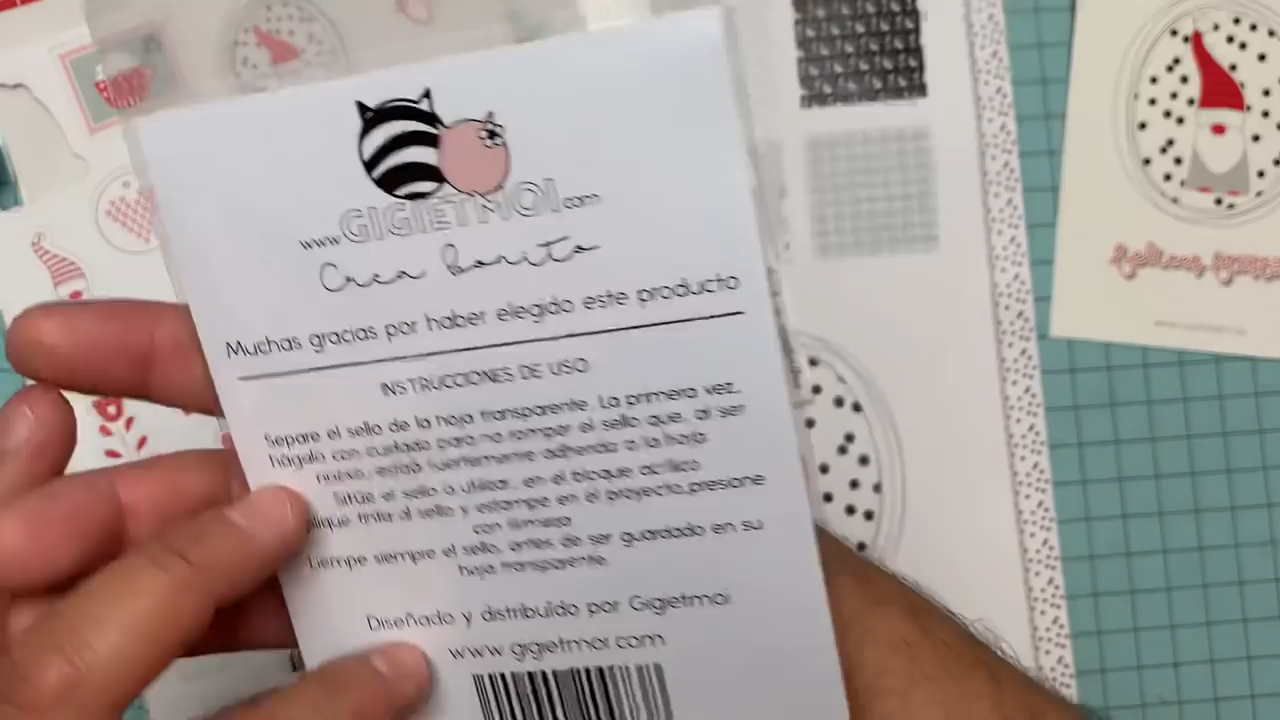 www.GIGIETMOI.com
Crea Bonito
Muchas gracias por haber elegido este producto
INSTRUCCIONES DE USO
Separe el sello de la hoja transparente. La primera vez,
hágalo con cuidado para no romper el sello que, al ser
nuevo, estará fuertemente adherido a la hoja.
Sitúe el sello a utilizar, en el bloque acrílico.
tinta al sello y estampe en el proyecto, presione
con firmeza
siempre el sello, antes de ser guardado en su
hoja transparente.
Diseñado y distribuído por Gigietmoi
www.gigietmoi.com